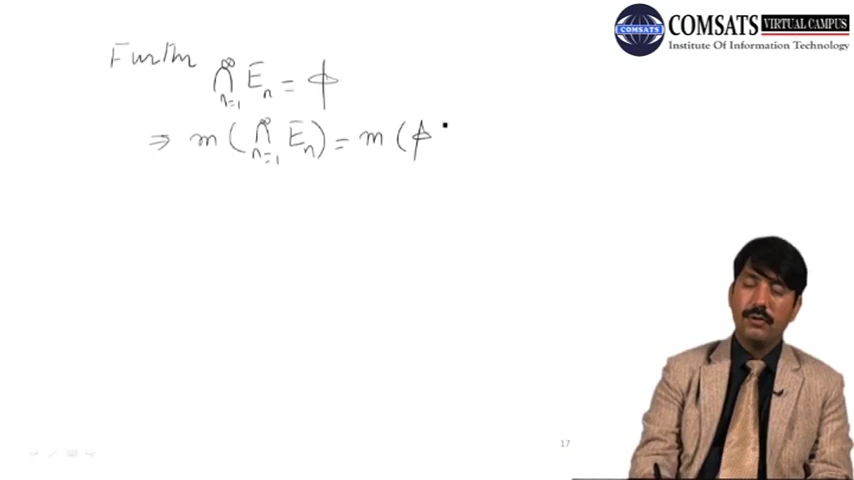 COMSATS VIRTUAL CAMPUS
Institute Of Information Technology
Further
∩_{n=1}^{∞} E_n = ϕ
⇒ m(∩_{n=1}^{∞} E_n) = m(ϕ
17